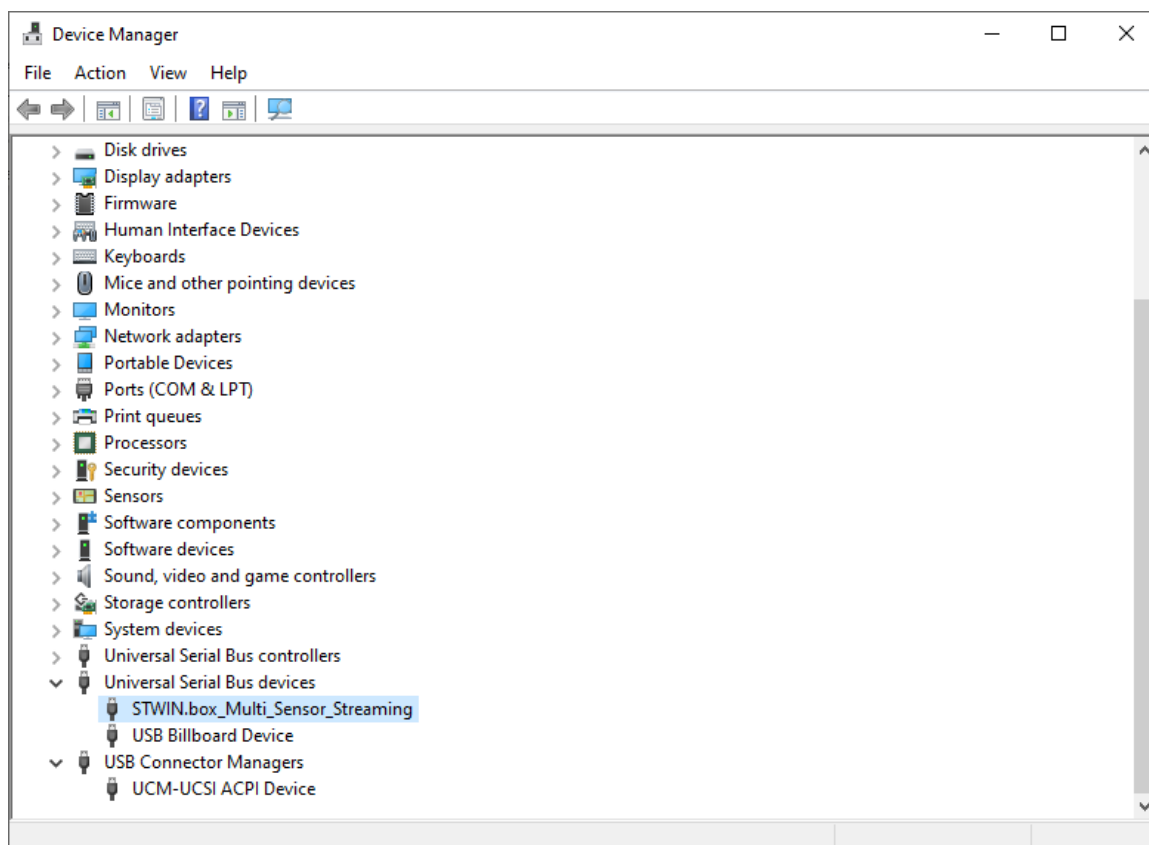 Device Manager
File Action View Help
Disk drives
Display adapters
Firmware
Human Interface Devices
Keyboards
Mice and other pointing devices
Monitors
Network adapters
Portable Devices
Ports (COM & LPT)
Print queues
Processors
Security devices
Sensors
Software components
Software devices
Sound, video and game controllers
Storage controllers
System devices
Universal Serial Bus controllers
Universal Serial Bus devices
STWIN.box_Multi_Sensor_Streaming
USB Billboard Device
USB Connector Managers
UCM-UCSI ACPI Device